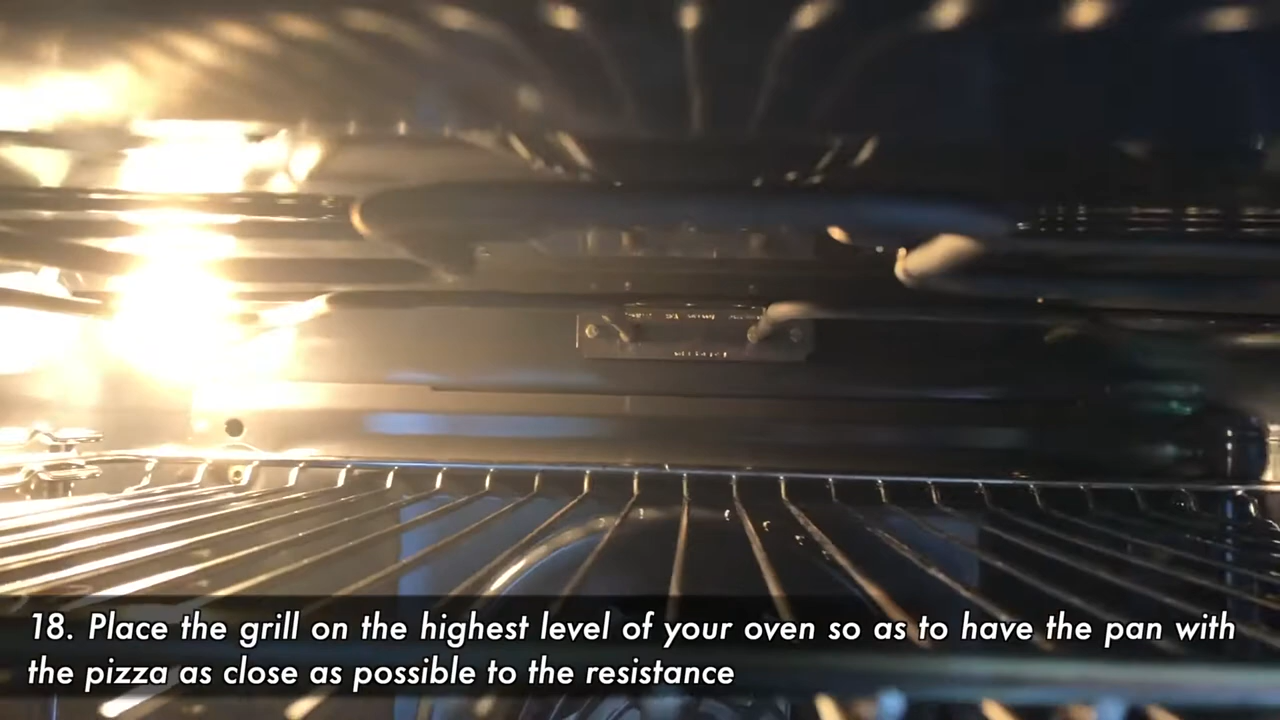 18. Place the grill on the highest level of your oven so as to have the pan with
the pizza as close as possible to the resistance